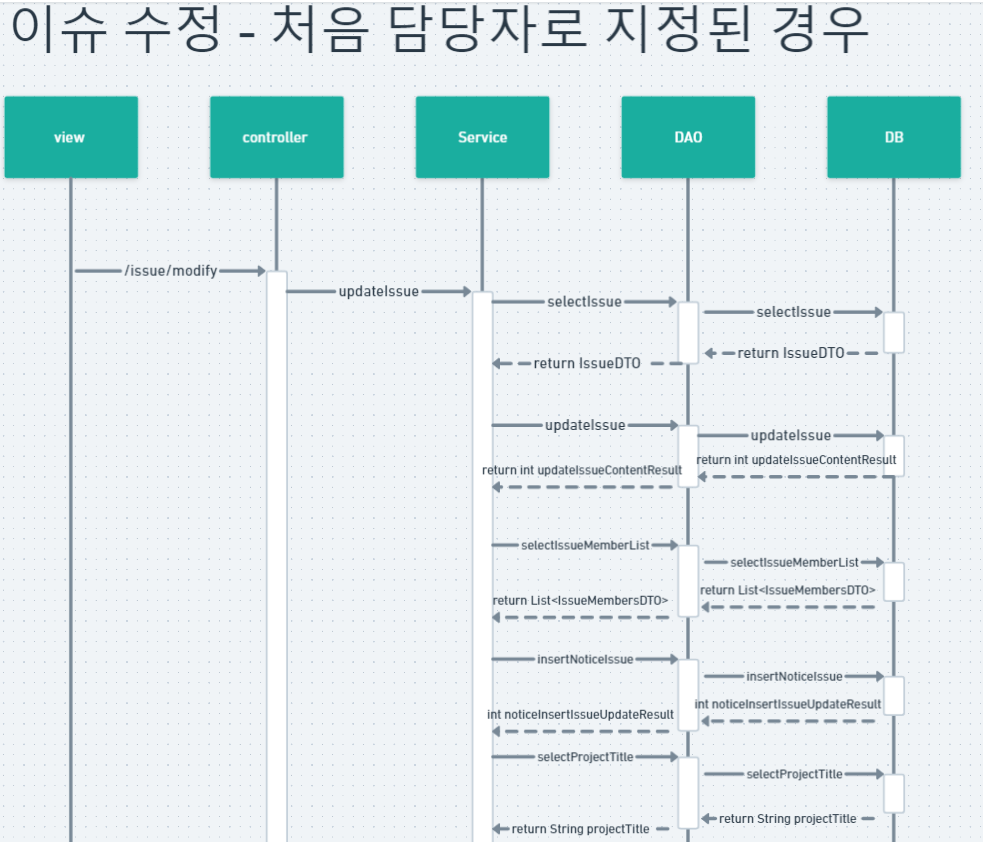 이슈 수정 - 처음 담당자로 지정된 경우
view
controller
Service
DAO
DB
/issue/modify
updateIssue
selectIssue
selectIssue
return IssueDTO
return IssueDTO
updateIssue
updateIssue
return int updateIssueContentResult
return int updateIssueContentResult
selectIssueMemberList
selectIssueMemberList
return List<IssueMembersDTO>
return List<IssueMembersDTO>
insertNoticeIssue
insertNoticeIssue
int noticeInsertIssueUpdateResult
int noticeInsertIssueUpdateResult
selectProjectTitle
selectProjectTitle
return String projectTitle
return String projectTitle